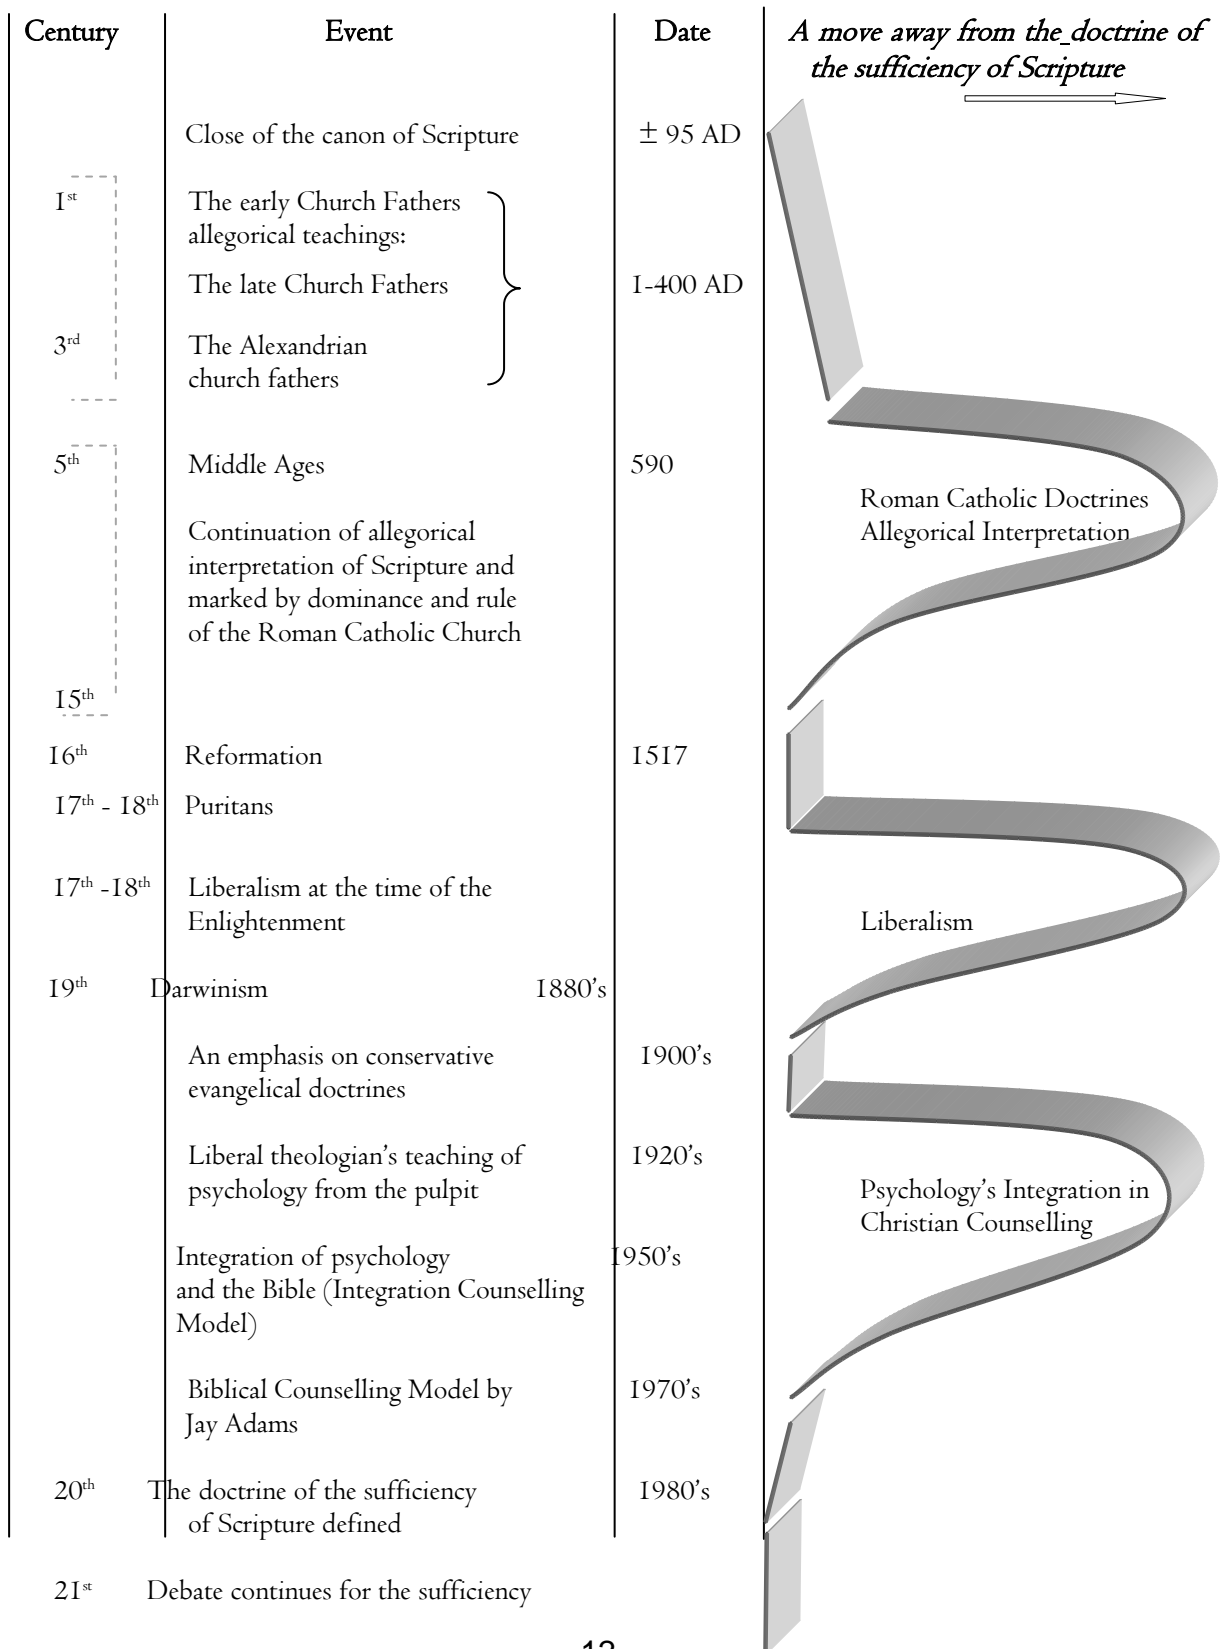 Century Event Date A move away from the doctrine of
the sufficiency of Scripture
Close of the canon of Scripture ± 95 AD
1st The early Church Fathers
allegorical teachings:
The late Church Fathers 1-400 AD
3rd The Alexandrian
church fathers
5th Middle Ages 590
Roman Catholic Doctrines
Allegorical Interpretation
Continuation of allegorical
interpretation of Scripture and
marked by dominance and rule
of the Roman Catholic Church
15th
16th Reformation 1517
17th - 18th Puritans
17th -18th Liberalism at the time of the
Enlightenment
Liberalism
19th Darwinism 1880's
An emphasis on conservative 1900's
evangelical doctrines
Liberal theologian's teaching of 1920's
psychology from the pulpit
Psychology's Integration in
Christian Counselling
Integration of psychology 1950's
and the Bible (Integration Counselling
Model)
Biblical Counselling Model by 1970's
Jay Adams
20th The doctrine of the sufficiency 1980's
of Scripture defined
21st Debate continues for the sufficiency